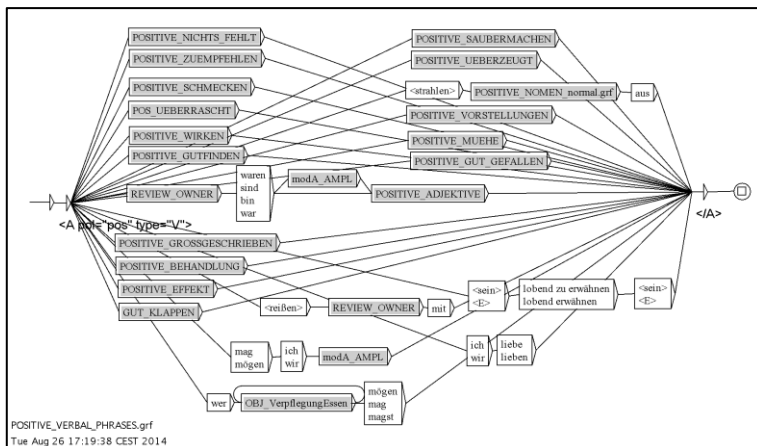 POSITIVE_NICHTS_FEHLT
POSITIVE_SAUBERMACHEN
POSITIVE_ZUEMPFEHLEN
POSITIVE_UEBERZEUGT
POSITIVE_SCHMECKEN
<strahlen>
POSITIVE_NOMEN_normal.grf
aus
POS_UEBERRASCHT
POSITIVE_VORSTELLUNGEN
POSITIVE_WIRKEN
POSITIVE_MUEHE
POSITIVE_GUTFINDEN
POSITIVE_GUT_GEFALLEN
REVIEW_OWNER
waren
sind
bin
war
modA_AMPL
POSITIVE_ADJEKTIVE
<A pol="pos" type="V">
</A>
POSITIVE_GROSSGESCHRIEBEN
POSITIVE_BEHANDLUNG
POSITIVE_EFFEKT
GUT_KLAPPEN
<reißen>
REVIEW_OWNER
mit
<sein>
<E>
lobend zu erwähnen
lobend erwähnen
<sein>
<E>
mag
mögen
ich
wir
modA_AMPL
ich
wir
liebe
lieben
wer
OBJ_VerpflegungEssen
mögen
mag
magst
POSITIVE_VERBAL_PHRASES.grf
Tue Aug 26 17:19:38 CEST 2014